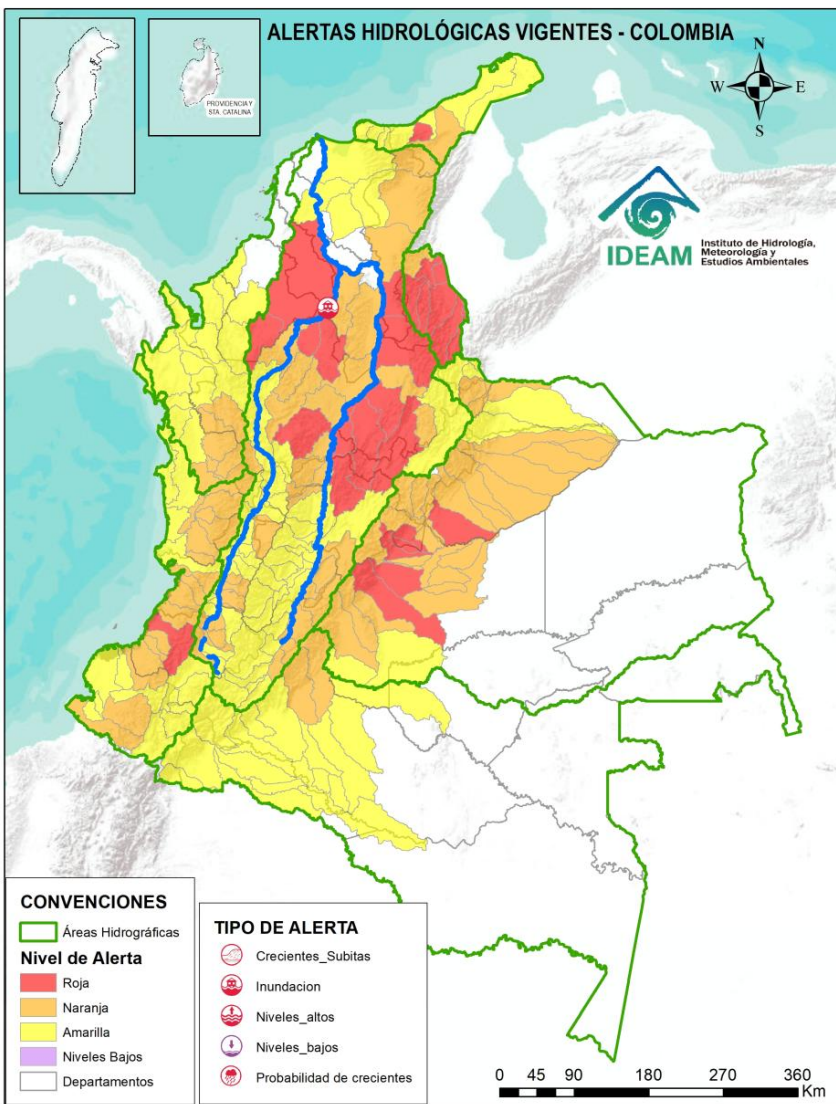 ALERTAS HIDROLÓGICAS VIGENTES - COLOMBIA
PROVIDENCIA Y
STA. CATALINA
N
W
E
S
IDEAM
Instituto de Hidrología,
Meteorología y
Estudios Ambientales
CONVENCIONES
Áreas Hidrográficas
Nivel de Alerta
Roja
Naranja
Amarilla
Niveles Bajos
Departamentos
TIPO DE ALERTA
Crecientes_Subitas
Inundacion
Niveles_altos
Niveles_bajos
Probabilidad de crecientes
0 45 90 180 270 360
Km